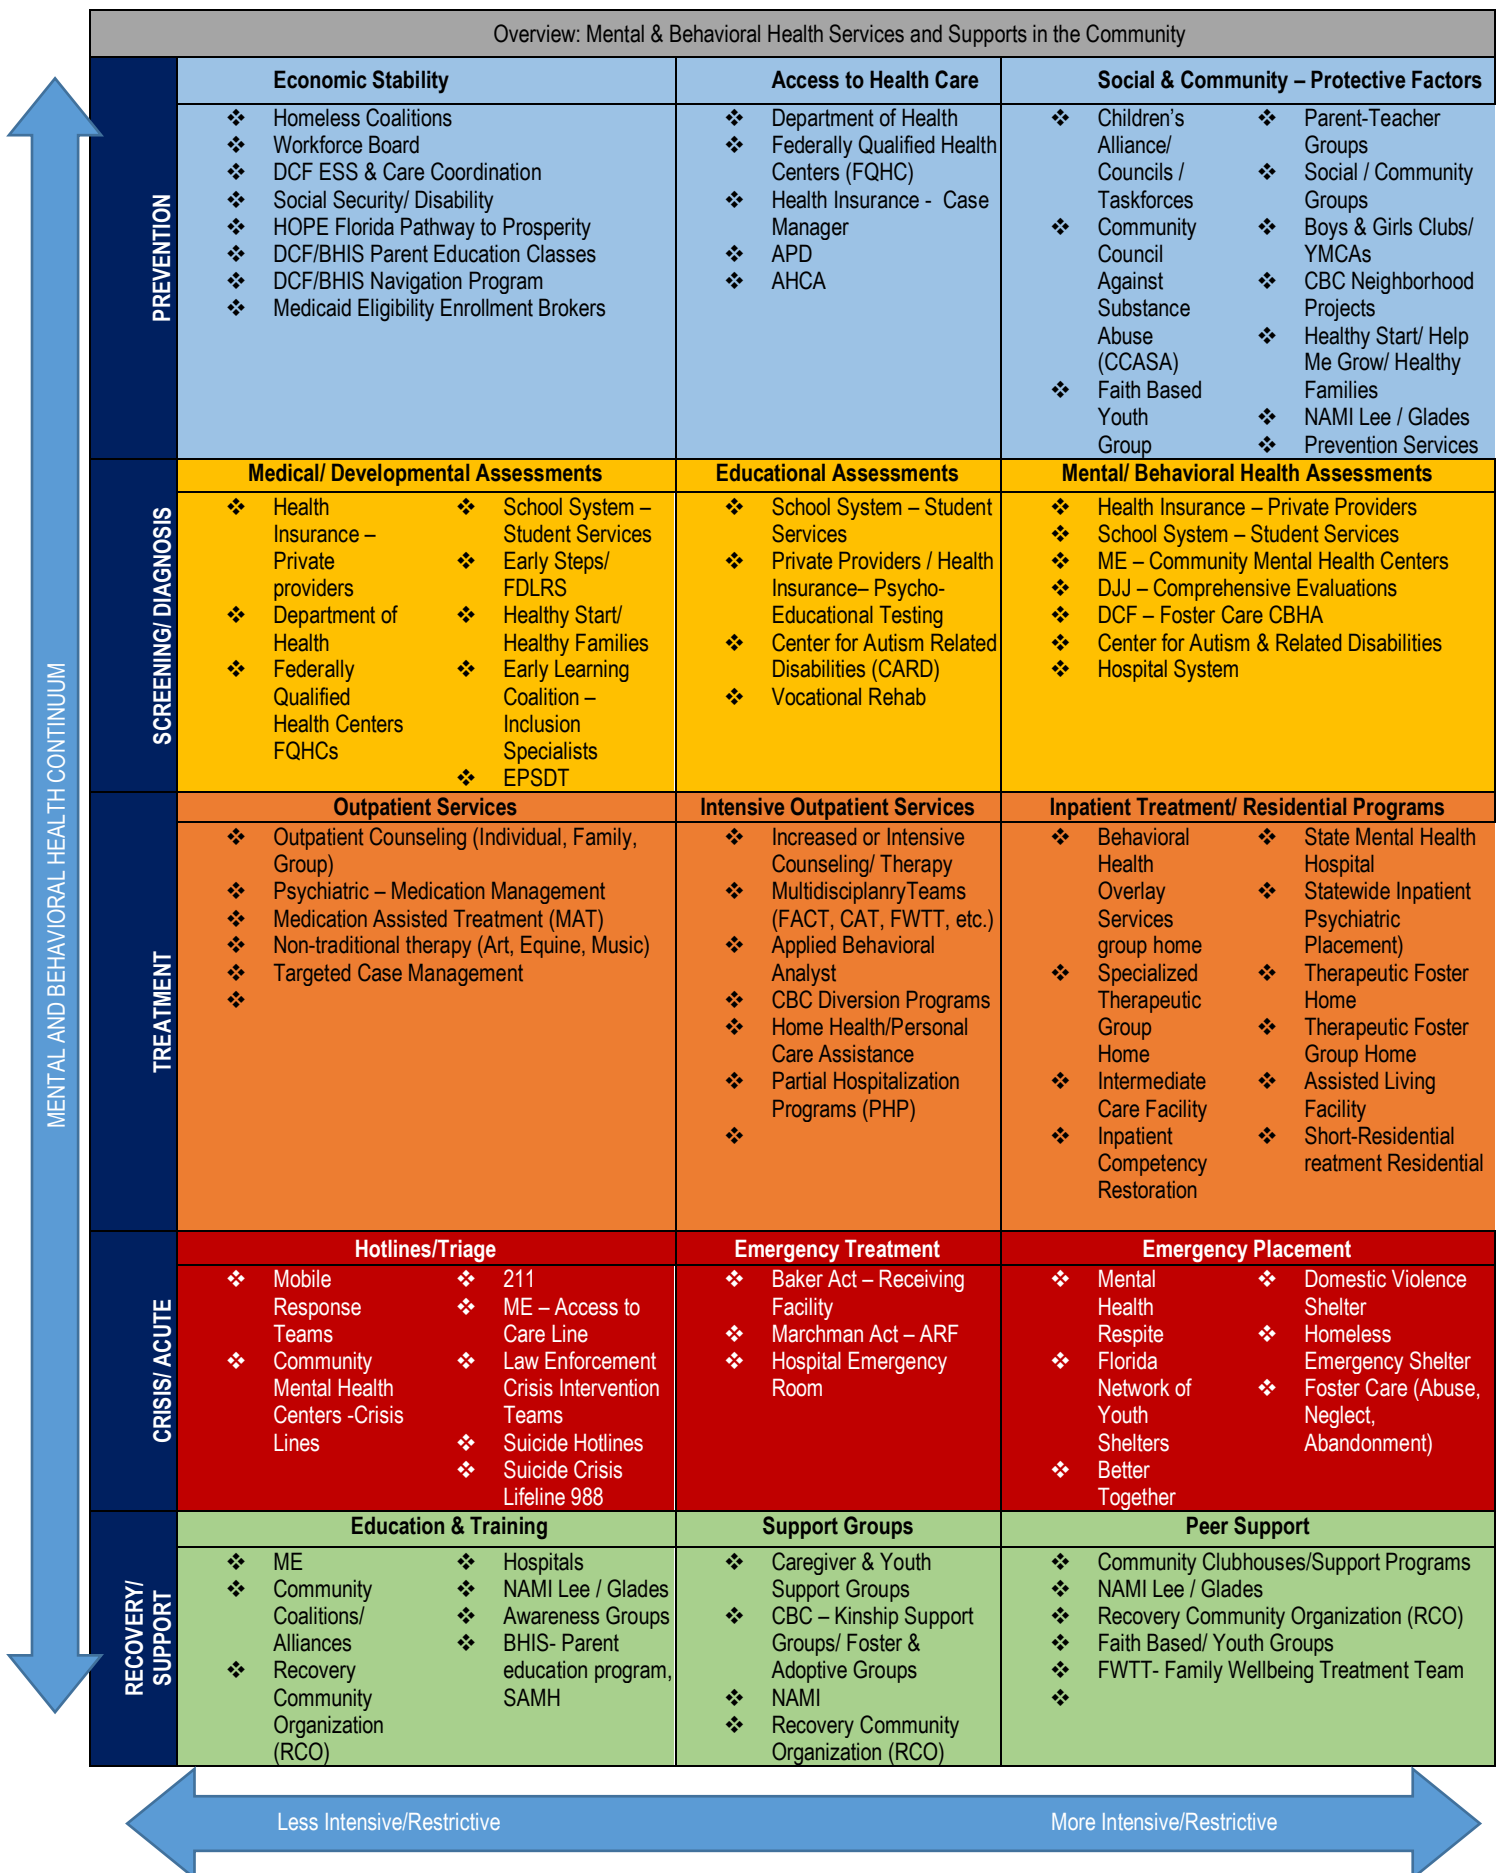 Overview: Mental & Behavioral Health Services and Supports in the Community
MENTAL AND BEHAVIORAL HEALTH CONTINUUM
PREVENTION
Economic Stability
❖ Homeless Coalitions
❖ Workforce Board
❖ DCF ESS & Care Coordination
❖ Social Security/ Disability
❖ HOPE Florida Pathway to Prosperity
❖ DCF/BHIS Parent Education Classes
❖ DCF/BHIS Navigation Program
❖ Medicaid Eligibility Enrollment Brokers
Access to Health Care
❖ Department of Health
❖ Federally Qualified Health
Centers (FQHC)
❖ Health Insurance - Case
Manager
❖ APD
❖ AHCA
Social & Community – Protective Factors
❖ Children's
Alliance/
Councils /
Taskforces
❖ Community
Council
Against
Substance
Abuse
(CCASA)
❖ Faith Based
Youth
Group
❖ Parent-Teacher
Groups
❖ Social / Community
Groups
❖ Boys & Girls Clubs/
YMCAs
❖ CBC Neighborhood
Projects
❖ Healthy Start/ Help
Me Grow/ Healthy
Families
❖ NAMI Lee / Glades
❖ Prevention Services
SCREENING/ DIAGNOSIS
Medical/ Developmental Assessments
❖ Health
Insurance –
Private
providers
❖ Department of
Health
❖ Federally
Qualified
Health Centers
FQHCs
❖ School System –
Student Services
❖ Early Steps/
FDLRS
❖ Healthy Start/
Healthy Families
❖ Early Learning
Coalition –
Inclusion
Specialists
❖ EPSDT
Educational Assessments
❖ School System – Student
Services
❖ Private Providers / Health
Insurance– Psycho-
Educational Testing
❖ Center for Autism Related
Disabilities (CARD)
❖ Vocational Rehab
Mental/ Behavioral Health Assessments
❖ Health Insurance – Private Providers
❖ School System – Student Services
❖ ME – Community Mental Health Centers
❖ DJJ – Comprehensive Evaluations
❖ DCF – Foster Care CBHA
❖ Center for Autism & Related Disabilities
❖ Hospital System
TREATMENT
Outpatient Services
❖ Outpatient Counseling (Individual, Family,
Group)
❖ Psychiatric – Medication Management
❖ Medication Assisted Treatment (MAT)
❖ Non-traditional therapy (Art, Equine, Music)
❖ Targeted Case Management
❖
Intensive Outpatient Services
❖ Increased or Intensive
Counseling/ Therapy
❖ MultidisciplanryTeams
(FACT, CAT, FWTT, etc.)
❖ Applied Behavioral
Analyst
❖ CBC Diversion Programs
❖ Home Health/Personal
Care Assistance
❖ Partial Hospitalization
Programs (PHP)
❖
Inpatient Treatment/ Residential Programs
❖ Behavioral
Health
Overlay
Services
group home
❖ Specialized
Therapeutic
Group
Home
❖ Intermediate
Care Facility
❖ Inpatient
Competency
Restoration
❖ State Mental Health
Hospital
❖ Statewide Inpatient
Psychiatric
Placement)
❖ Therapeutic Foster
Home
❖ Therapeutic Foster
Group Home
❖ Assisted Living
Facility
❖ Short-Residential
reatment Residential
CRISIS/ ACUTE
Hotlines/Triage
❖ Mobile
Response
Teams
❖ Community
Mental Health
Centers -Crisis
Lines
❖ 211
❖ ME – Access to
Care Line
❖ Law Enforcement
Crisis Intervention
Teams
❖ Suicide Hotlines
❖ Suicide Crisis
Lifeline 988
Emergency Treatment
❖ Baker Act – Receiving
Facility
❖ Marchman Act – ARF
❖ Hospital Emergency
Room
Emergency Placement
❖ Mental
Health
Respite
❖ Florida
Network of
Youth
Shelters
❖ Better
Together
❖ Domestic Violence
Shelter
❖ Homeless
Emergency Shelter
❖ Foster Care (Abuse,
Neglect,
Abandonment)
RECOVERY/
SUPPORT
Education & Training
❖ ME
❖ Community
Coalitions/
Alliances
❖ Recovery
Community
Organization
(RCO)
❖ Hospitals
❖ NAMI Lee / Glades
❖ Awareness Groups
❖ BHIS- Parent
education program,
SAMH
Support Groups
❖ Caregiver & Youth
Support Groups
❖ CBC – Kinship Support
Groups/ Foster &
Adoptive Groups
❖ NAMI
❖ Recovery Community
Organization (RCO)
Peer Support
❖ Community Clubhouses/Support Programs
❖ NAMI Lee / Glades
❖ Recovery Community Organization (RCO)
❖ Faith Based/ Youth Groups
❖ FWTT- Family Wellbeing Treatment Team
❖
Less Intensive/Restrictive
More Intensive/Restrictive